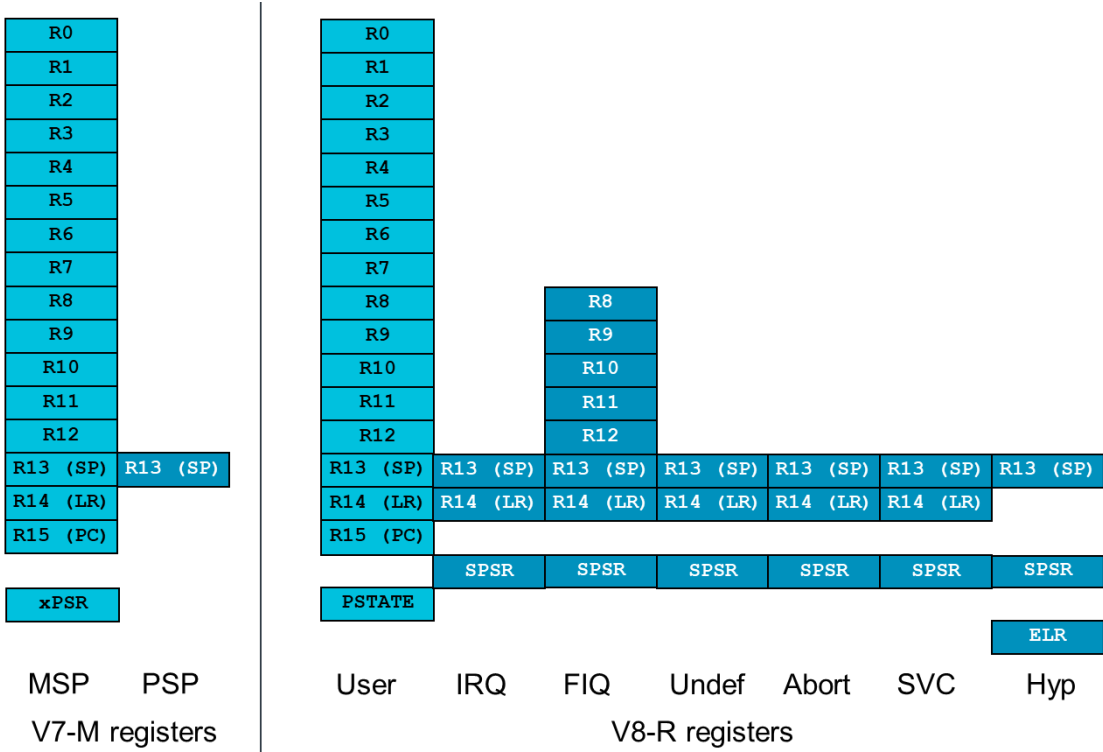 R0 R0
R1 R1
R2 R2
R3 R3
R4 R4
R5 R5
R6 R6
R7 R7
R8 R8 R8
R9 R9 R9
R10 R10 R10
R11 R11 R11
R12 R12 R12
R13 (SP) R13 (SP) R13 (SP) R13 (SP) R13 (SP) R13 (SP) R13 (SP) R13 (SP) R13 (SP)
R14 (LR) R14 (LR) R14 (LR) R14 (LR) R14 (LR) R14 (LR) R14 (LR)
R15 (PC) R15 (PC)
SPSR SPSR SPSR SPSR SPSR SPSR
xPSR PSTATE
ELR
MSP PSP User IRQ FIQ Undef Abort SVC Hyp
V7-M registers V8-R registers